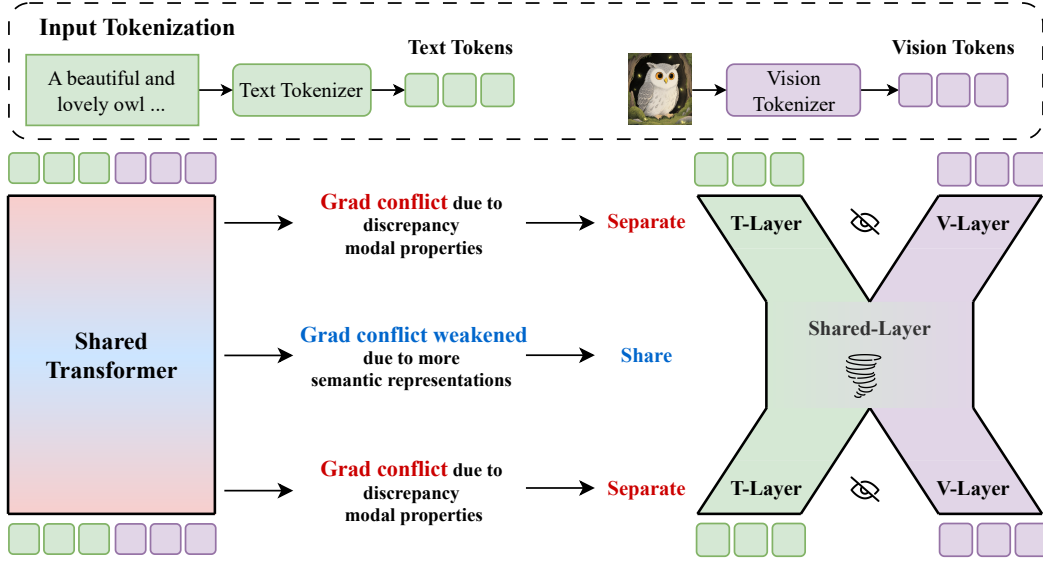 Input Tokenization
Text Tokens
Vision Tokens
A beautiful and
lovely owl ...
Text Tokenizer
Vision
Tokenizer
Grad conflict due to
discrepancy
modal properties
Separate
T-Layer
V-Layer
Shared
Transformer
Grad conflict weakened
due to more
semantic representations
Share
Shared-Layer
Grad conflict due to
discrepancy
modal properties
Separate
T-Layer
V-Layer